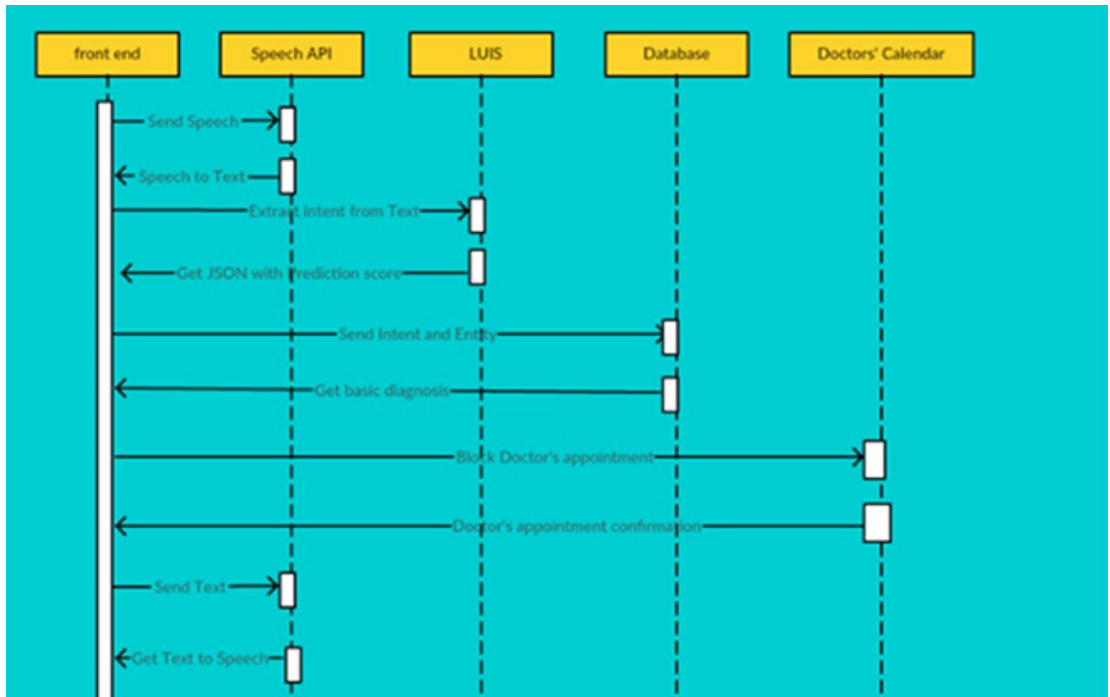 front end
Speech API
LUIS
Database
Doctors' Calendar
Send Speech
Speech to Text
Extract intent from Text
Get JSON with Prediction score
Send Intent and Entity
Get basic diagnosis
Block Doctor's appointment
Doctor's appointment confirmation
Send Text
Get Text to Speech